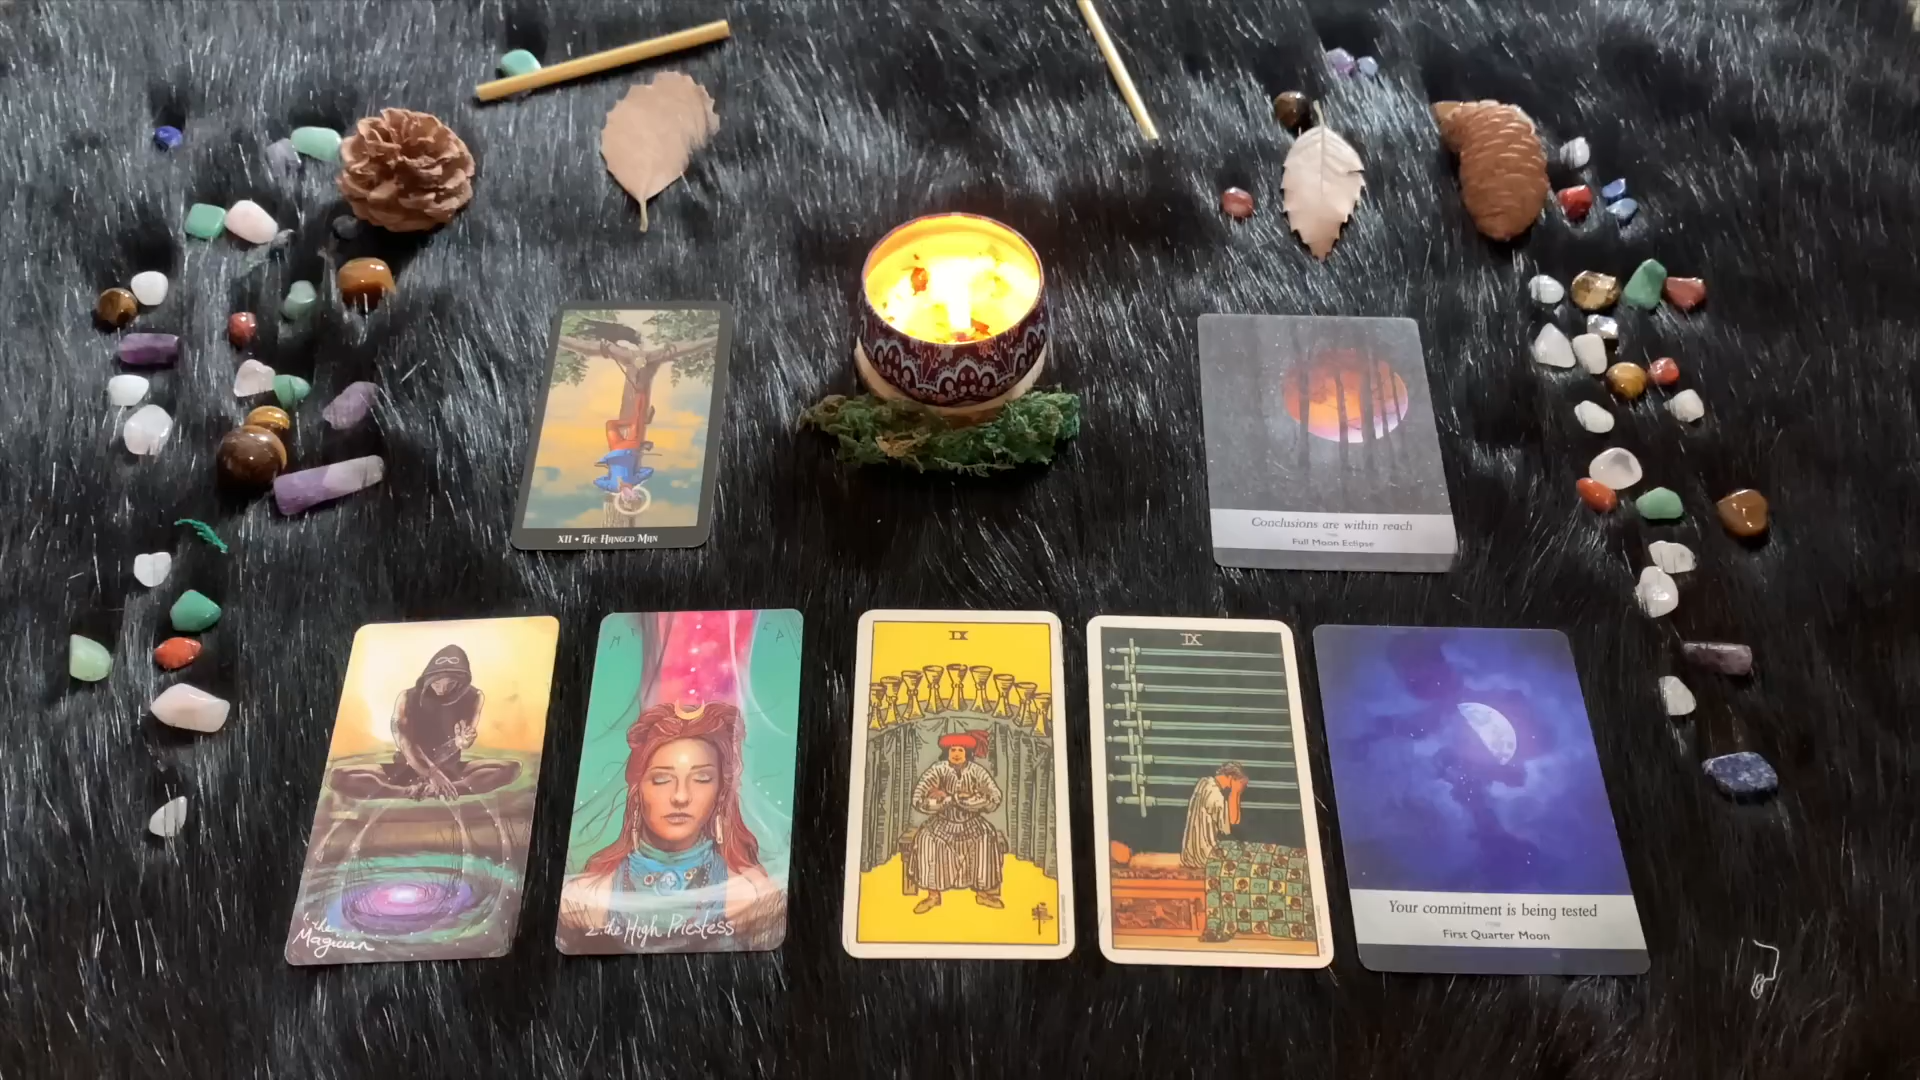 XII • The Hanged Man
Conclusions are within reach
Full Moon Eclipse
the
Magician
2. the High Priestess
IX
IX
Your commitment is being tested
First Quarter Moon